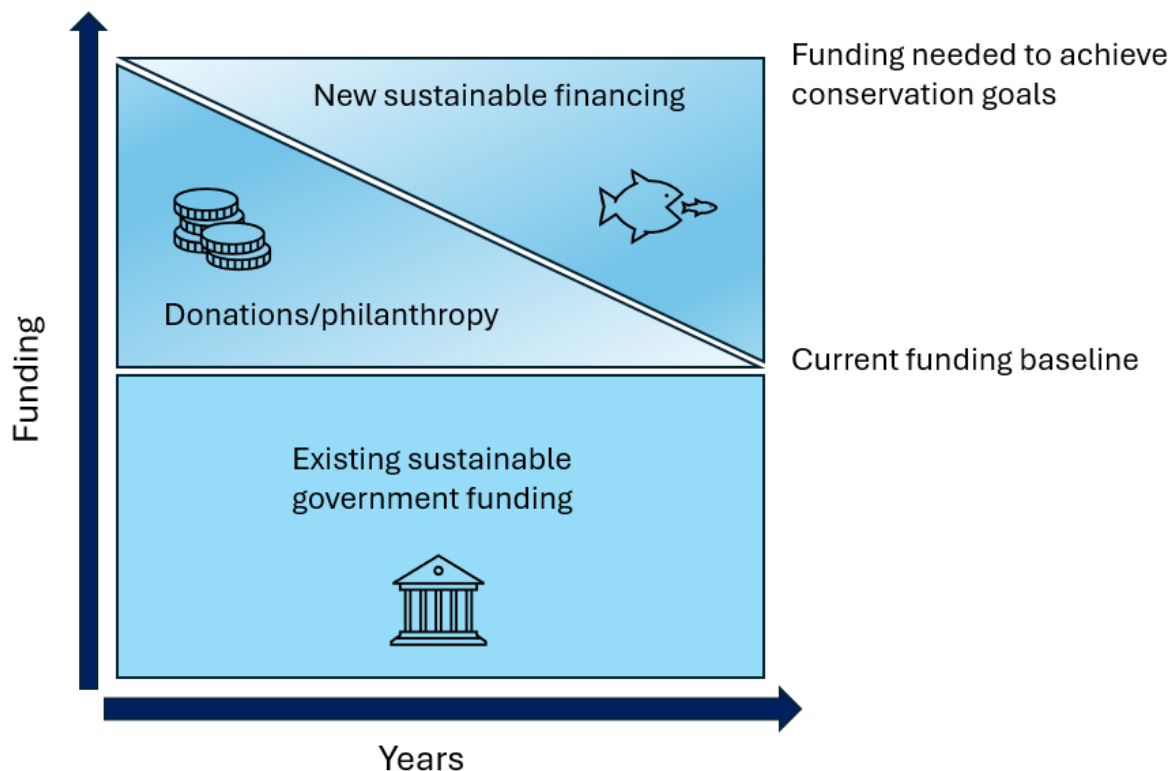 Funding needed to achieve
conservation goals
New sustainable financing
Donations/philanthropy
Current funding baseline
Funding
Existing sustainable
government funding
Years